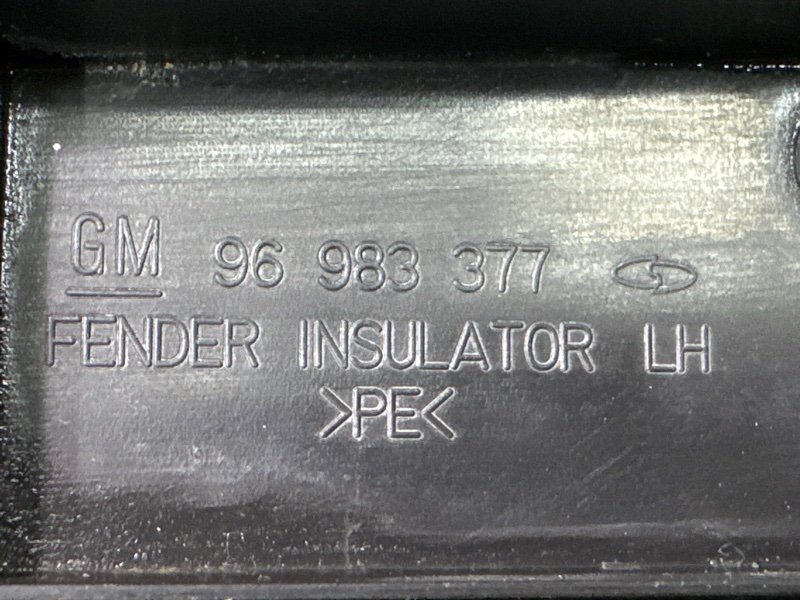 GM 96 983 377
FENDER INSULATOR LH
>PE<